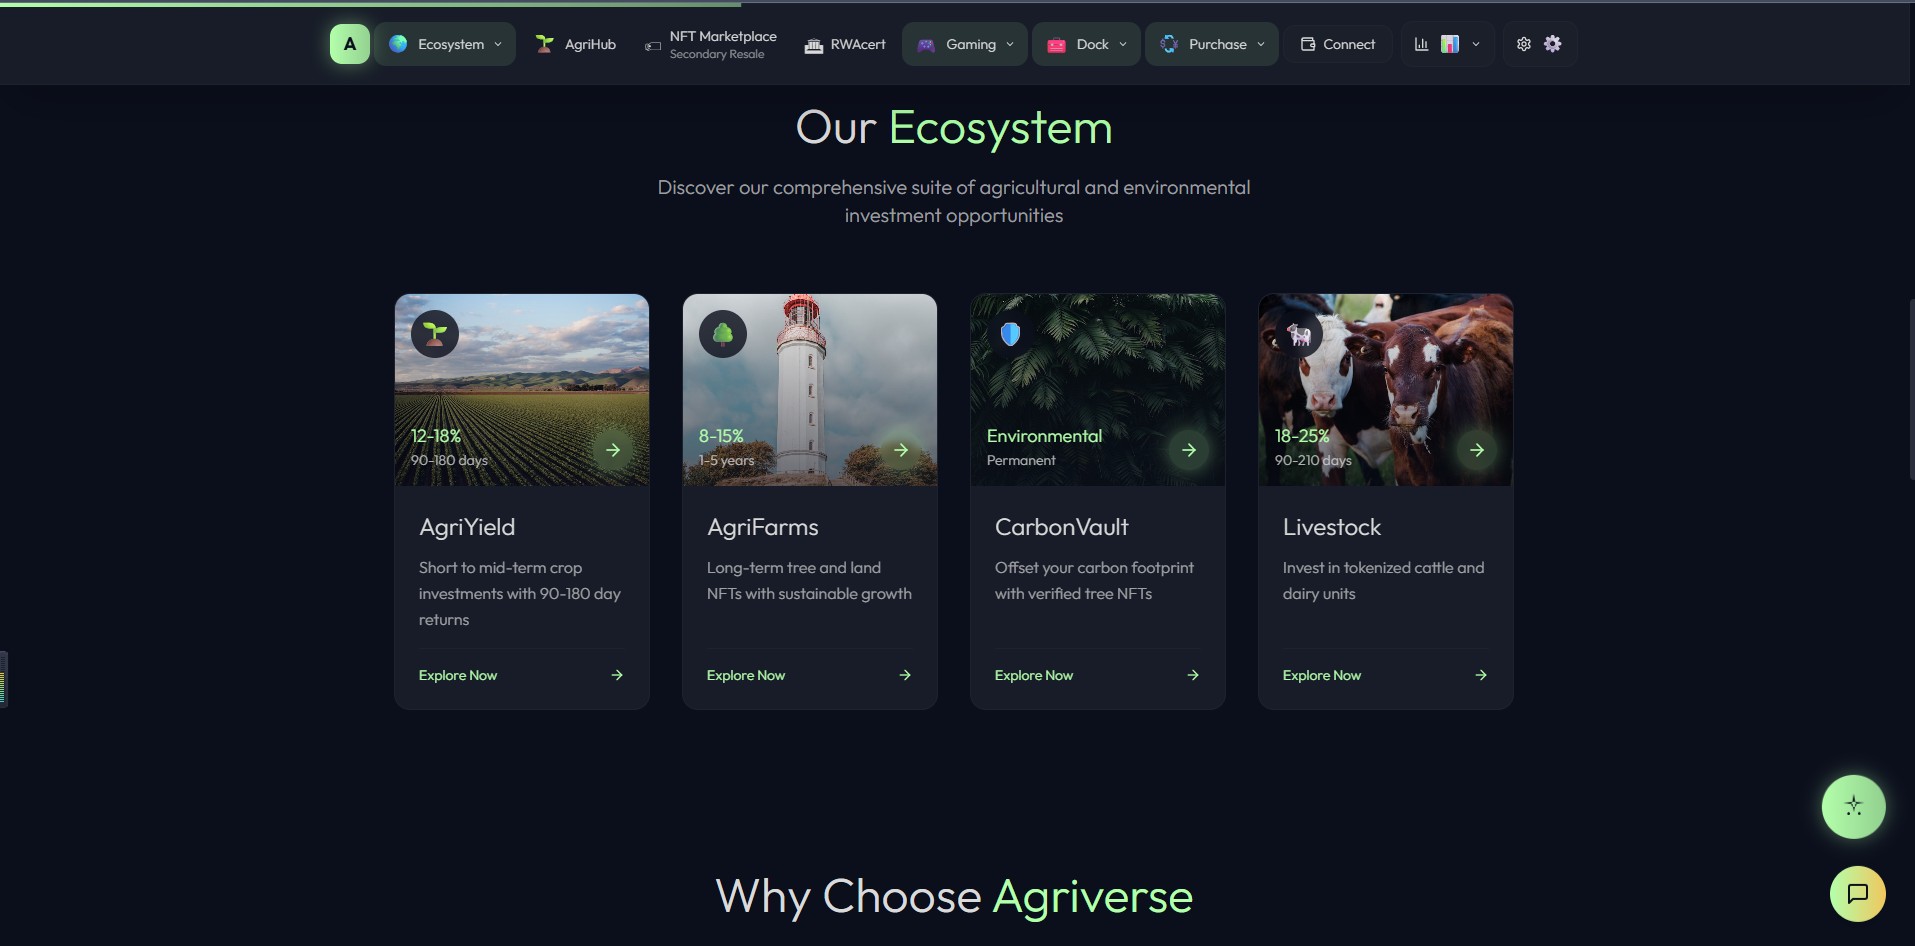 A
Ecosystem
AgriHub
NFT Marketplace
Secondary Resale
RWAcert
Gaming
Dock
Purchase
Connect
Our Ecosystem
Discover our comprehensive suite of agricultural and environmental
investment opportunities
12-18%
90-180 days
AgriYield
Short to mid-term crop
investments with 90-180 day
returns
Explore Now
8-15%
1-5 years
AgriFarms
Long-term tree and land
NFTs with sustainable growth
Explore Now
Environmental
Permanent
CarbonVault
Offset your carbon footprint
with verified tree NFTs
Explore Now
18-25%
90-210 days
Livestock
Invest in tokenized cattle and
dairy units
Explore Now
Why Choose Agriverse